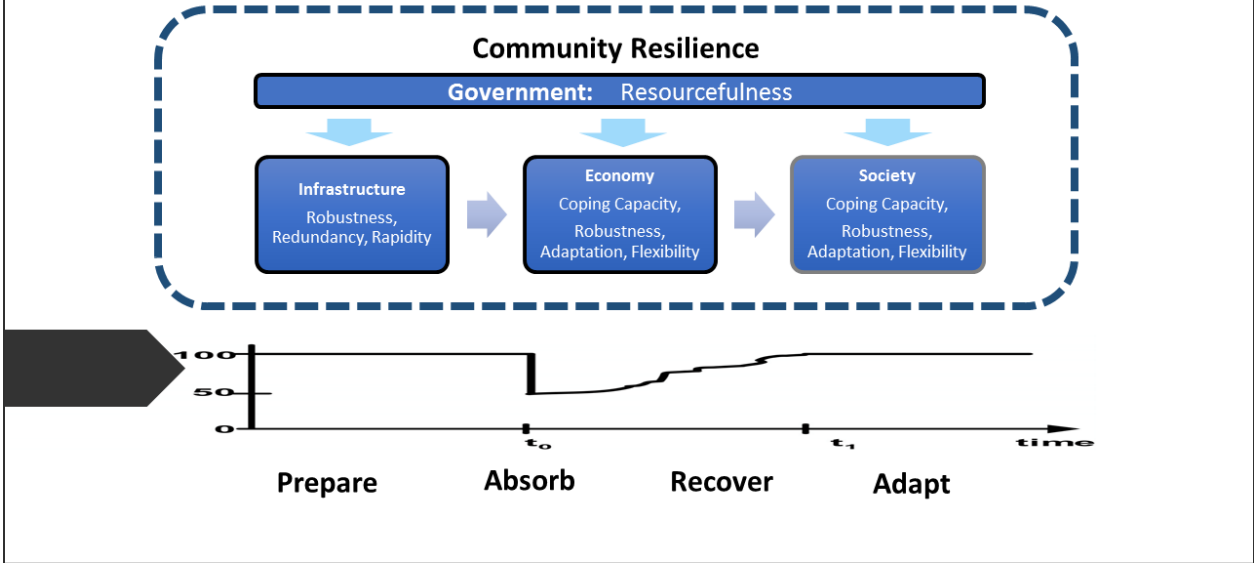 Community Resilience
Government: Resourcefulness
Infrastructure
Robustness,
Redundancy, Rapidity
Economy
Coping Capacity,
Robustness,
Adaptation, Flexibility
Society
Coping Capacity,
Robustness,
Adaptation, Flexibility
100
50
0
t₀
t₁
time
Prepare
Absorb
Recover
Adapt